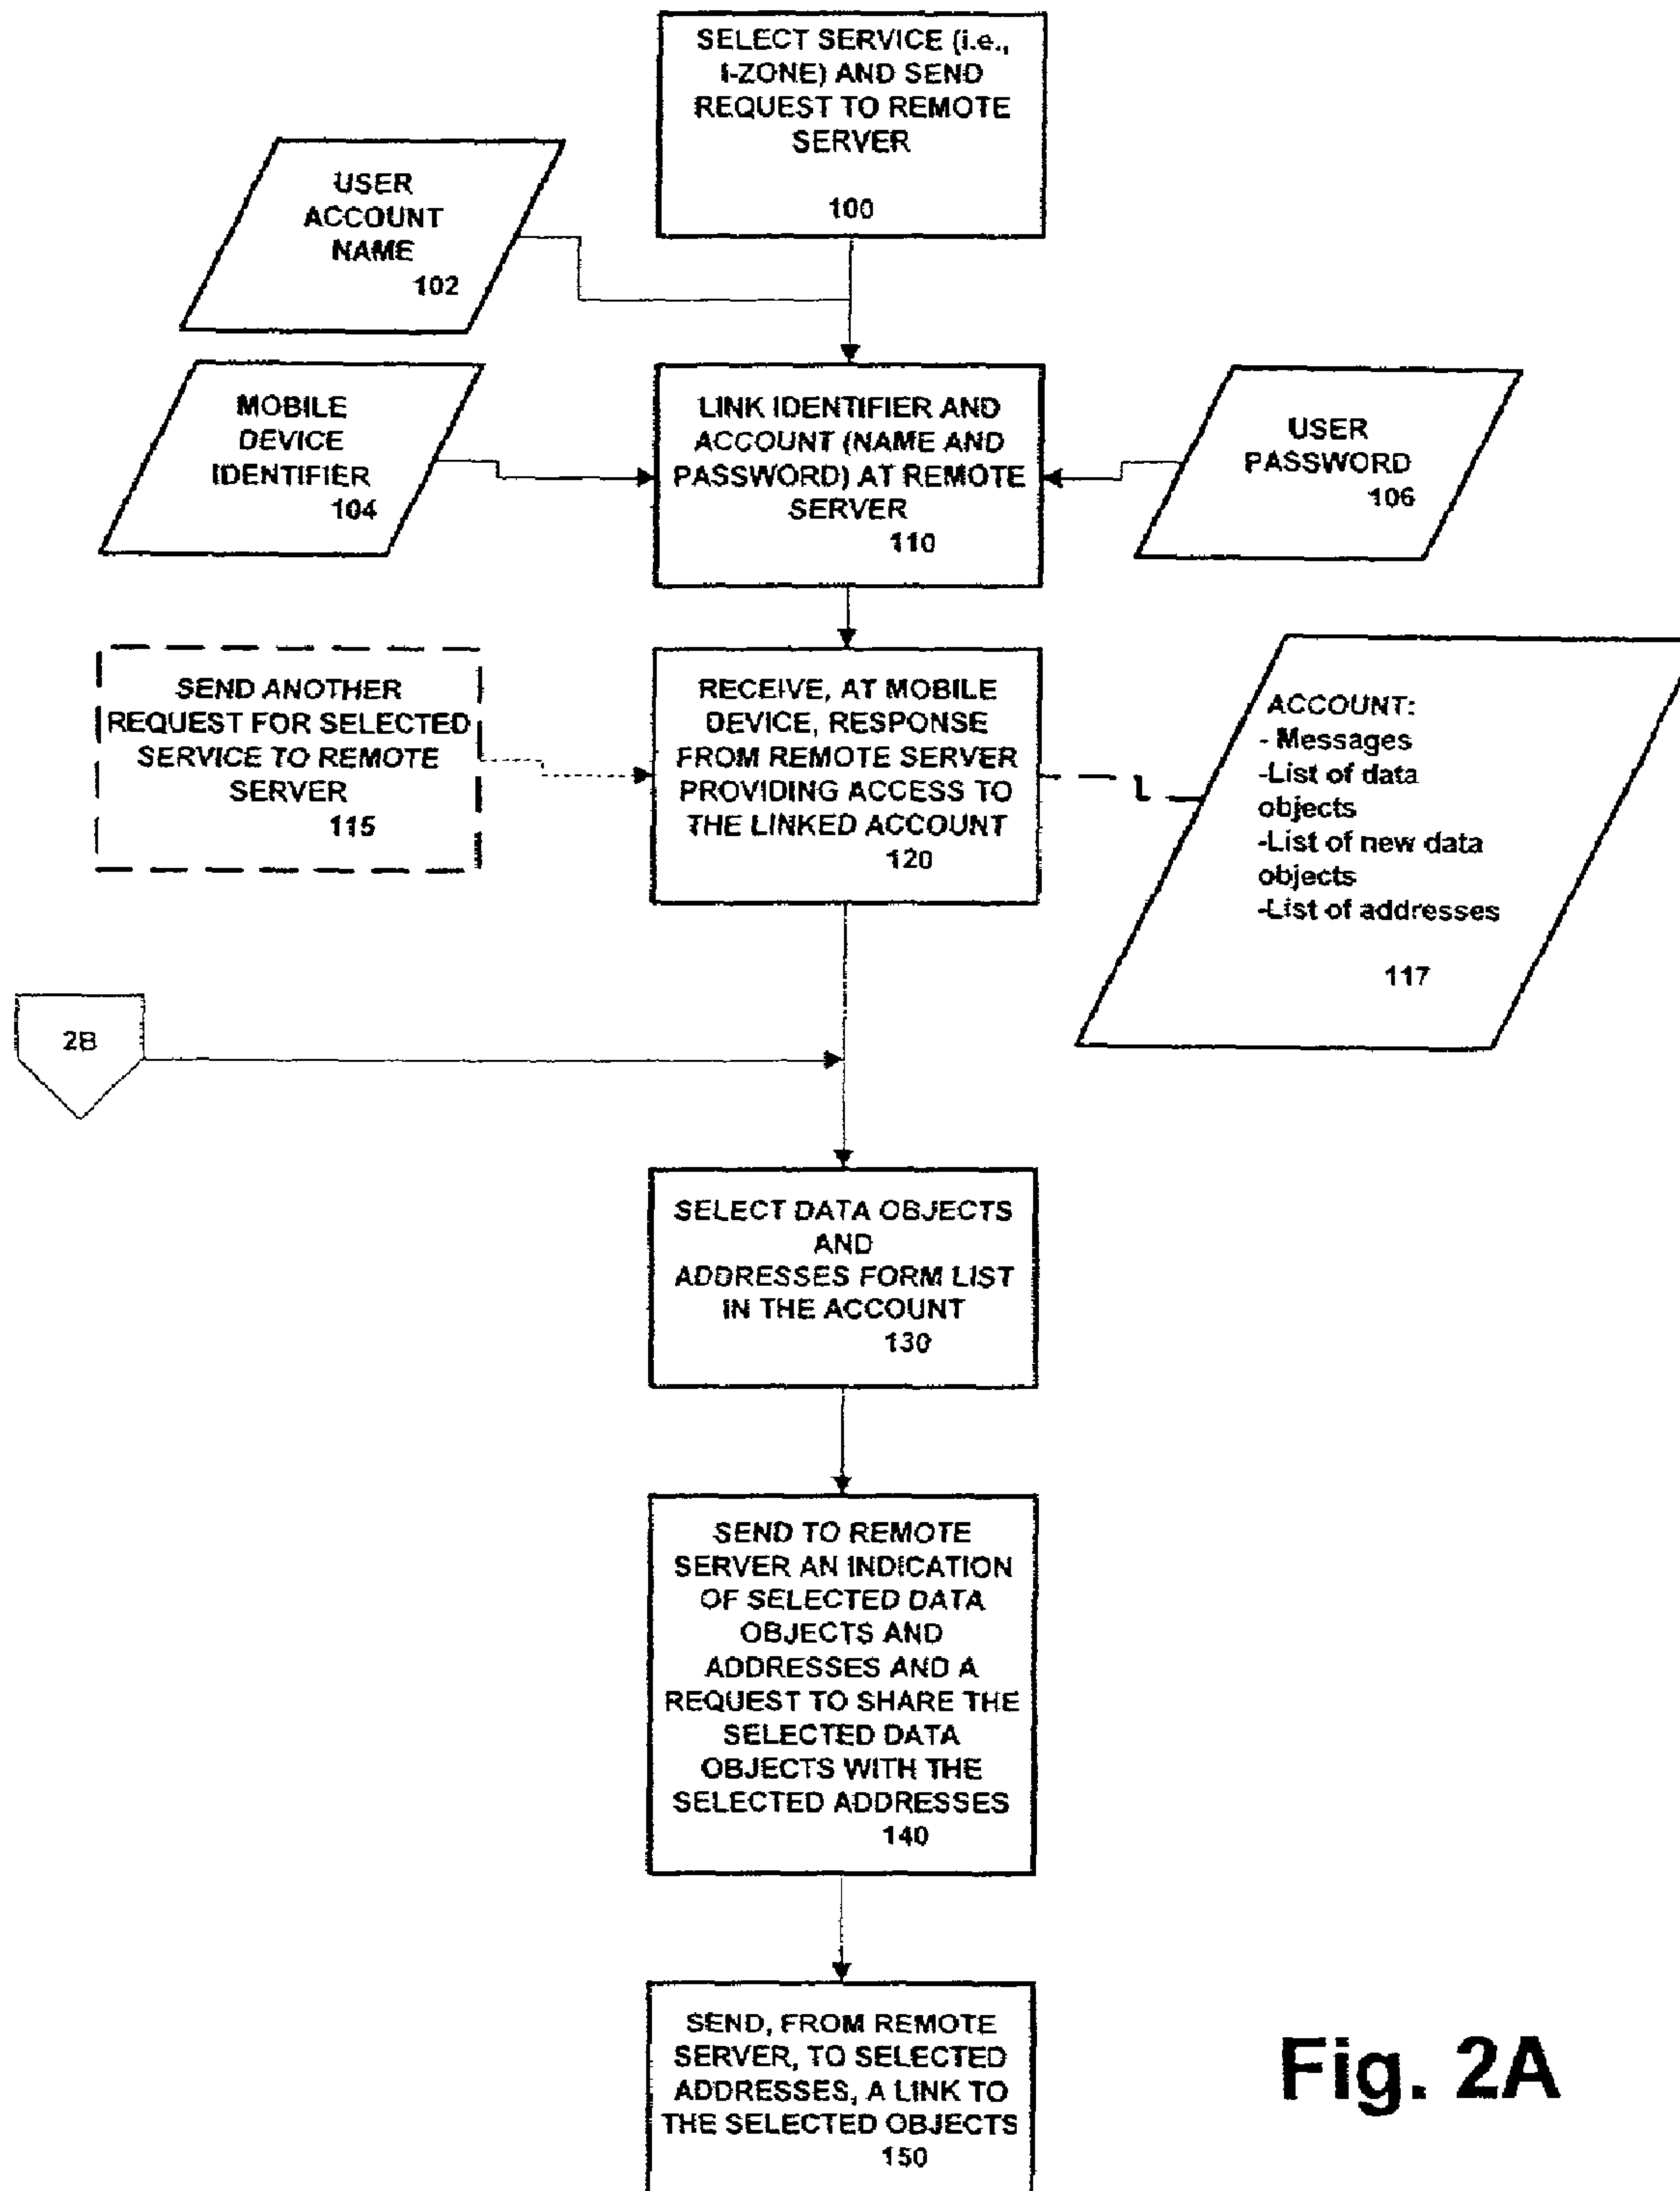 SELECT SERVICE (i.e.,
I-ZONE) AND SEND
REQUEST TO REMOTE
SERVER
100
USER
ACCOUNT
NAME
102
MOBILE
DEVICE
IDENTIFIER
104
LINK IDENTIFIER AND
ACCOUNT (NAME AND
PASSWORD) AT REMOTE
SERVER
110
USER
PASSWORD
106
SEND ANOTHER
REQUEST FOR SELECTED
SERVICE TO REMOTE
SERVER
115
RECEIVE, AT MOBILE
DEVICE, RESPONSE
FROM REMOTE SERVER
PROVIDING ACCESS TO
THE LINKED ACCOUNT
120
ACCOUNT:
- Messages
-List of data
objects
-List of new data
objects
-List of addresses
117
2B
SELECT DATA OBJECTS
AND
ADDRESSES FORM LIST
IN THE ACCOUNT
130
SEND TO REMOTE
SERVER AN INDICATION
OF SELECTED DATA
OBJECTS AND
ADDRESSES AND A
REQUEST TO SHARE THE
SELECTED DATA
OBJECTS WITH THE
SELECTED ADDRESSES
140
SEND, FROM REMOTE
SERVER, TO SELECTED
ADDRESSES, A LINK TO
THE SELECTED OBJECTS
150
Fig. 2A